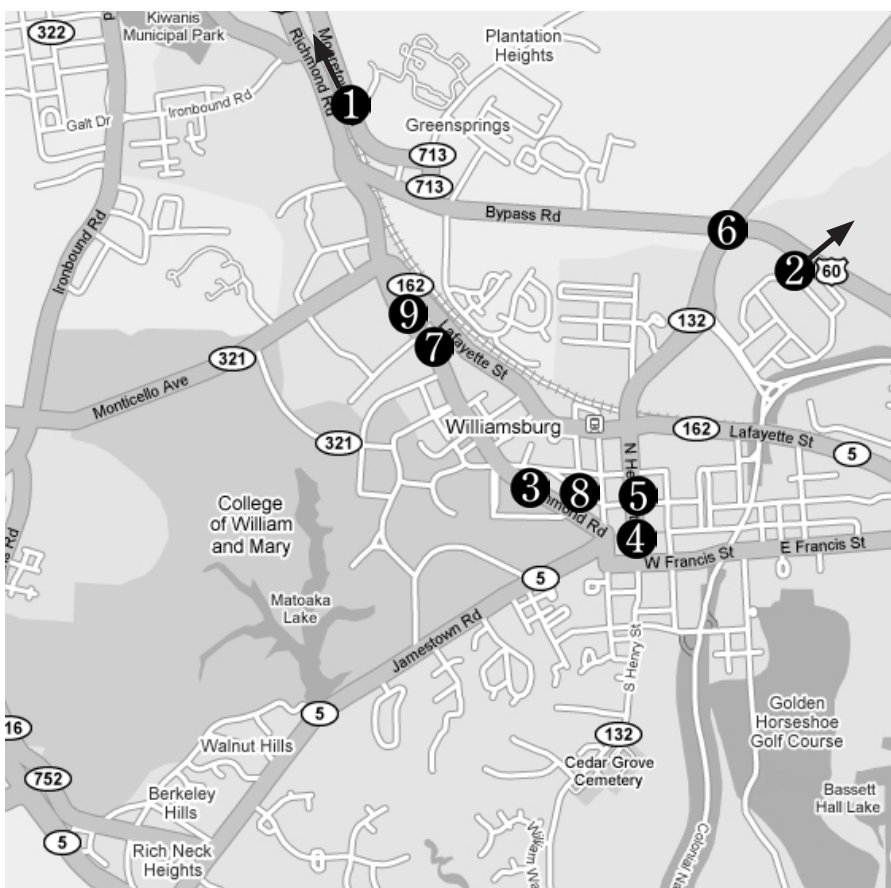 Kiwanis
Municipal Park
322
Richmond Rd
Plantation
Heights
1
Ironbound Rd
Galt Dr
Greensprings
713
713
Bypass Rd
6
2
60
Ironbound Rd
162
132
9
Lafayette St
7
321
Monticello Ave
Williamsburg
162
Lafayette St
5
321
3
8
5
College
of William
and Mary
4
W Francis St
E Francis St
5
Matoaka
Lake
Jamestown Rd
S Henry St
5
Golden
Horseshoe
Golf Course
16
132
Walnut Hills
Cedar Grove
Cemetery
752
Berkeley
Hills
Bassett
Hall Lake
5
Rich Neck
Heights